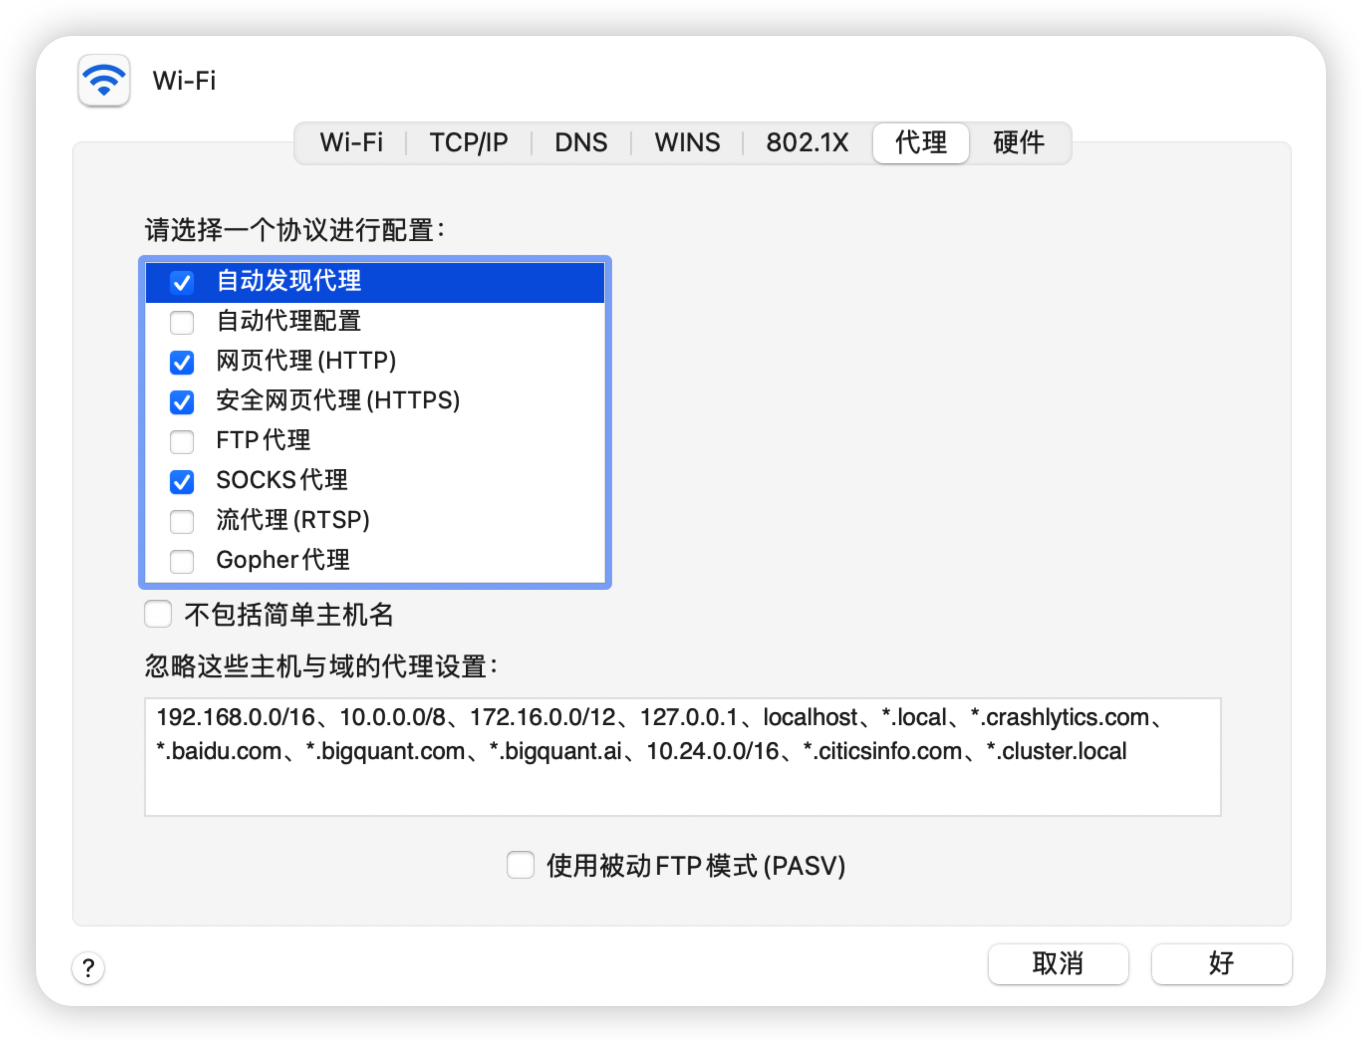 Wi-Fi
Wi-Fi TCP/IP DNS WINS 802.1X 代理 硬件
请选择一个协议进行配置：
自动发现代理
自动代理配置
网页代理(HTTP)
安全网页代理(HTTPS)
FTP代理
SOCKS代理
流代理(RTSP)
Gopher代理
不包括简单主机名
忽略这些主机与域的代理设置：
192.168.0.0/16、10.0.0.0/8、172.16.0.0/12、127.0.0.1、localhost、*.local、*.crashlytics.com、
*.baidu.com、*.bigquant.com、*.bigquant.ai、10.24.0.0/16、*.citicsinfo.com、*.cluster.local
使用被动FTP模式(PASV)
? 取消 好